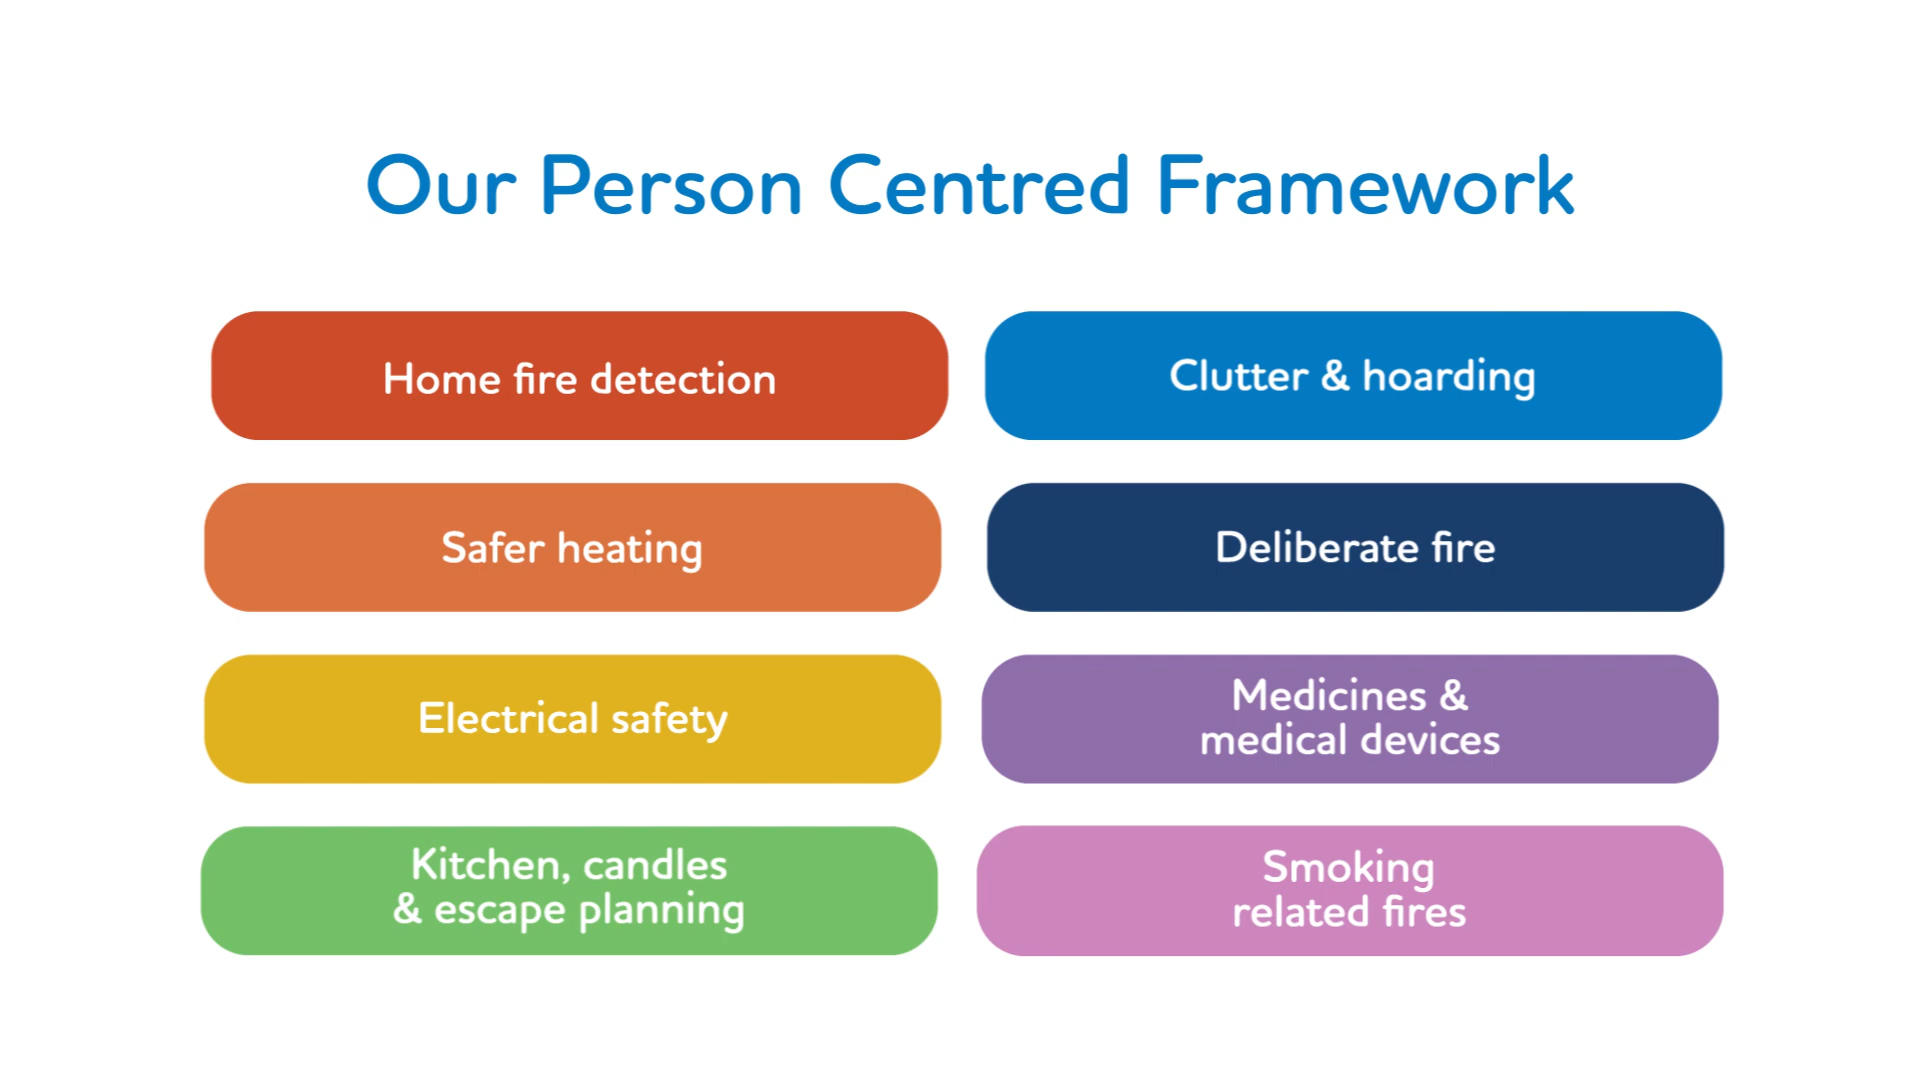 Our Person Centred Framework
Home fire detection
Clutter & hoarding
Safer heating
Deliberate fire
Electrical safety
Medicines &
medical devices
Kitchen, candles
& escape planning
Smoking
related fires